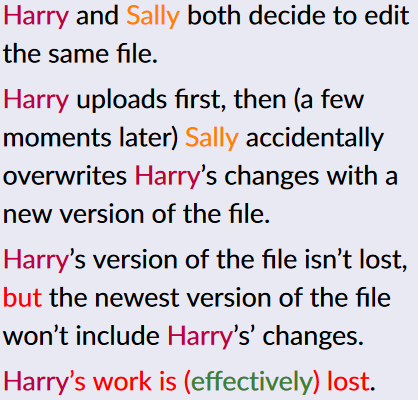 Harry and Sally both decide to edit
the same file.
Harry uploads first, then (a few
moments later) Sally accidentally
overwrites Harry’s changes with a
new version of the file.
Harry’s version of the file isn’t lost,
but the newest version of the file
won’t include Harry’s’ changes.
Harry’s work is (effectively) lost.